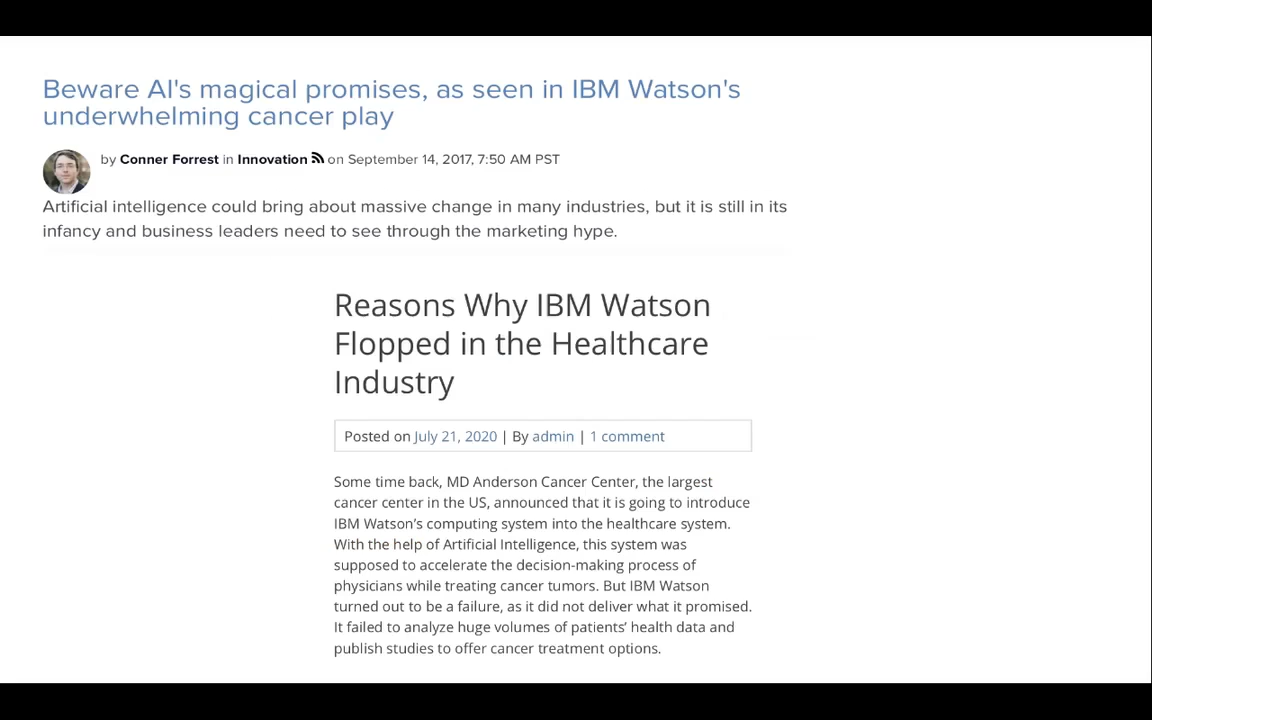 Beware AI's magical promises, as seen in IBM Watson's
underwhelming cancer play
by Conner Forrest in Innovation on September 14, 2017, 7:50 AM PST
Artificial intelligence could bring about massive change in many industries, but it is still in its
infancy and business leaders need to see through the marketing hype.
Reasons Why IBM Watson
Flopped in the Healthcare
Industry
Posted on July 21, 2020 | By admin | 1 comment
Some time back, MD Anderson Cancer Center, the largest
cancer center in the US, announced that it is going to introduce
IBM Watson’s computing system into the healthcare system.
With the help of Artificial Intelligence, this system was
supposed to accelerate the decision-making process of
physicians while treating cancer tumors. But IBM Watson
turned out to be a failure, as it did not deliver what it promised.
It failed to analyze huge volumes of patients’ health data and
publish studies to offer cancer treatment options.